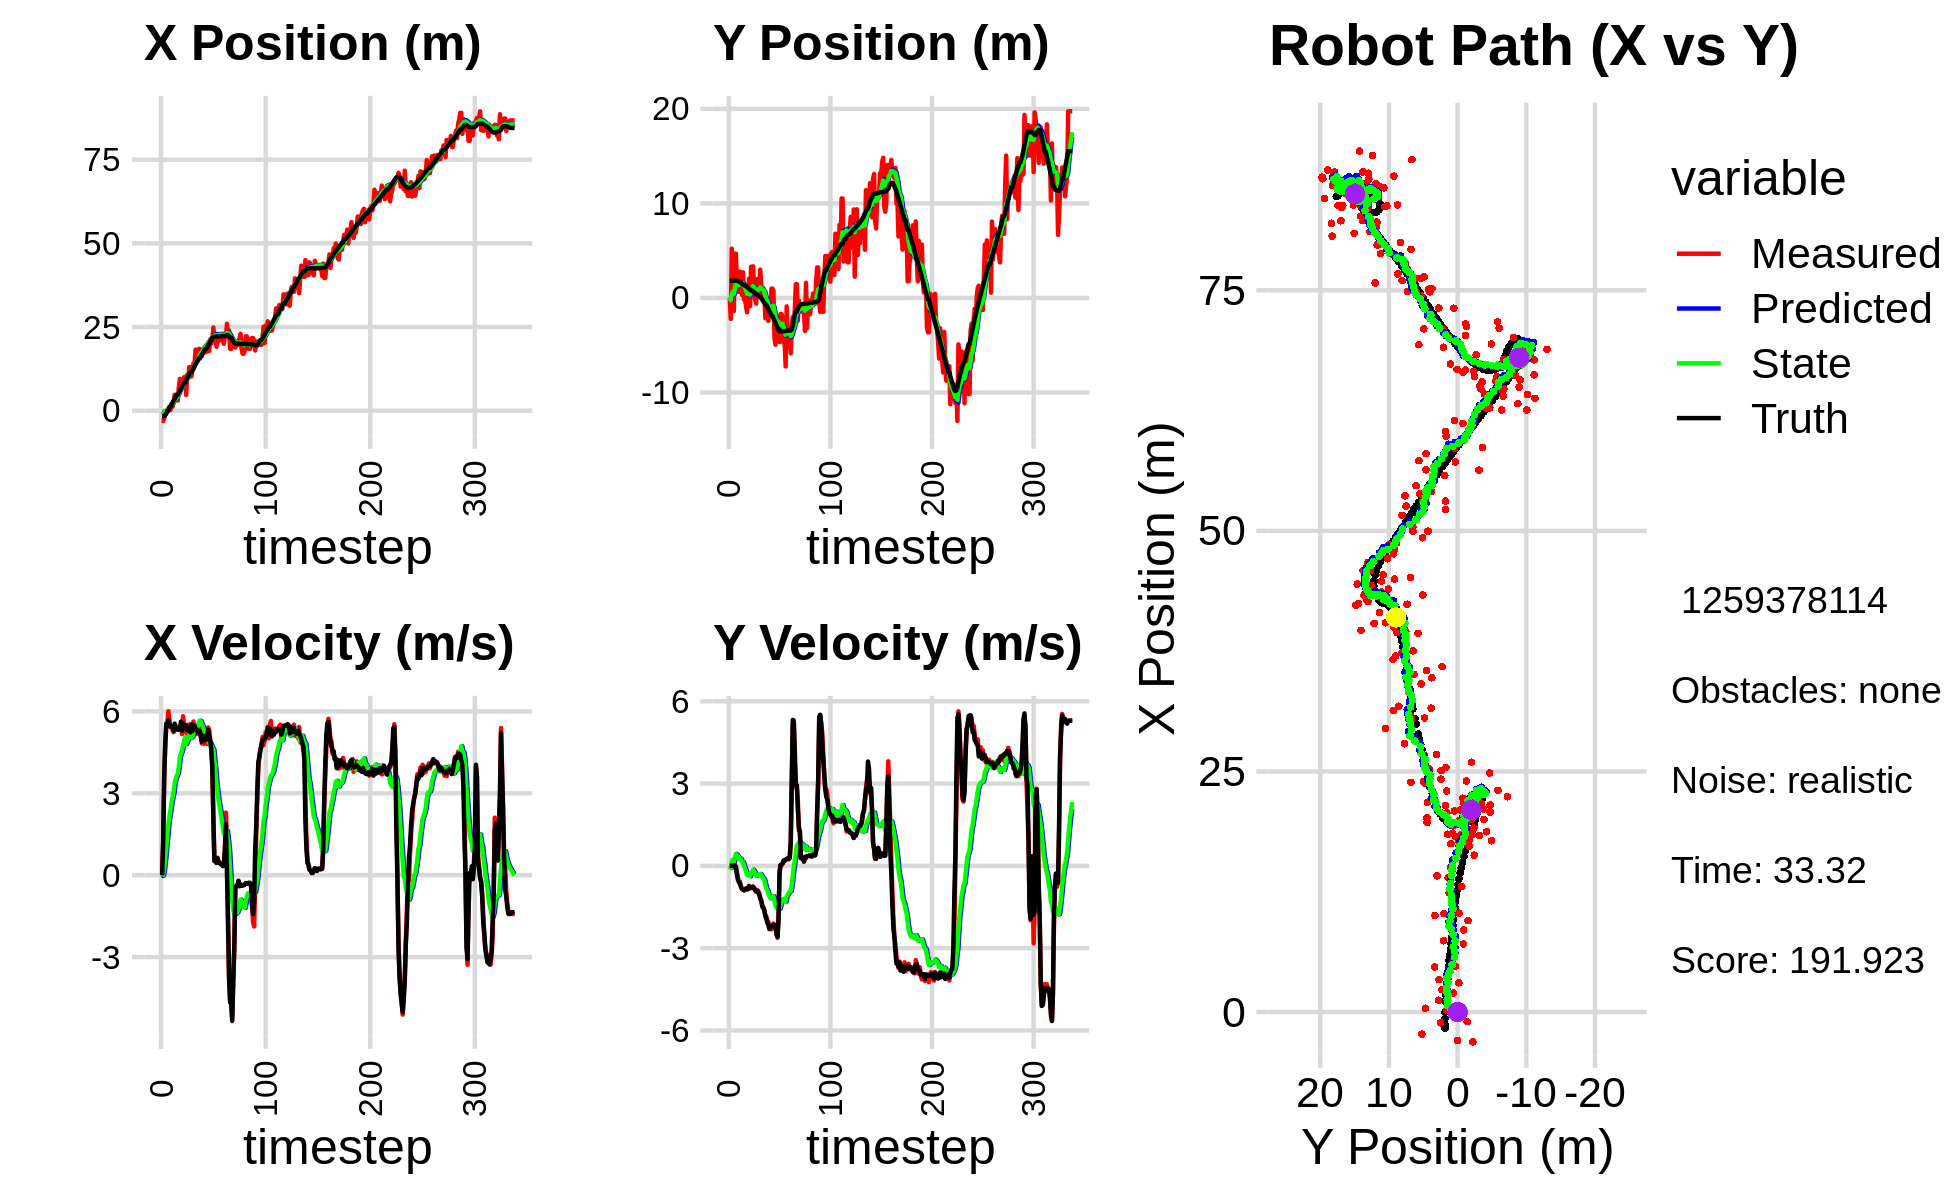 X Position (m)
75
50
25
0
0
100
200
300
timestep
Y Position (m)
20
10
0
-10
0
100
200
300
timestep
X Velocity (m/s)
6
3
0
-3
0
100
200
300
timestep
Y Velocity (m/s)
6
3
0
-3
-6
0
100
200
300
timestep
Robot Path (X vs Y)
X Position (m)
75
50
25
0
20 10 0 -10 -20
Y Position (m)
variable
Measured
Predicted
State
Truth
1259378114
Obstacles: none
Noise: realistic
Time: 33.32
Score: 191.923